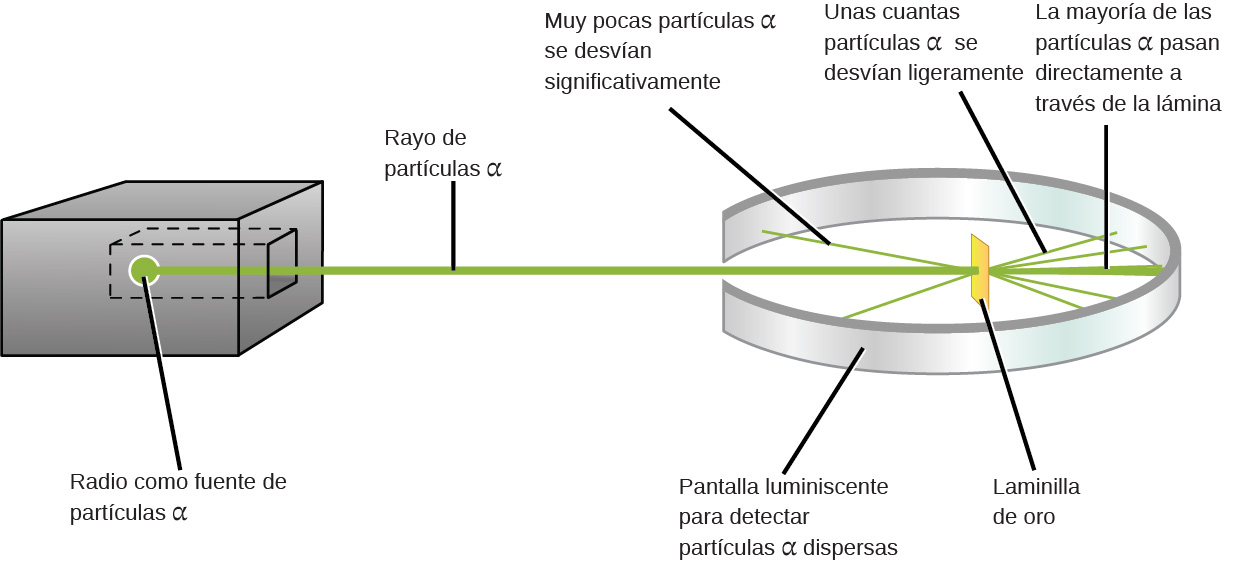 Muy pocas partículas α
se desvían
significativamente
Unas cuantas
partículas α se
desvían ligeramente
La mayoría de las
partículas α pasan
directamente a
través de la lámina
Rayo de
partículas α
Radio como fuente de
partículas α
Pantalla luminiscente
para detectar
partículas α dispersas
Laminilla
de oro